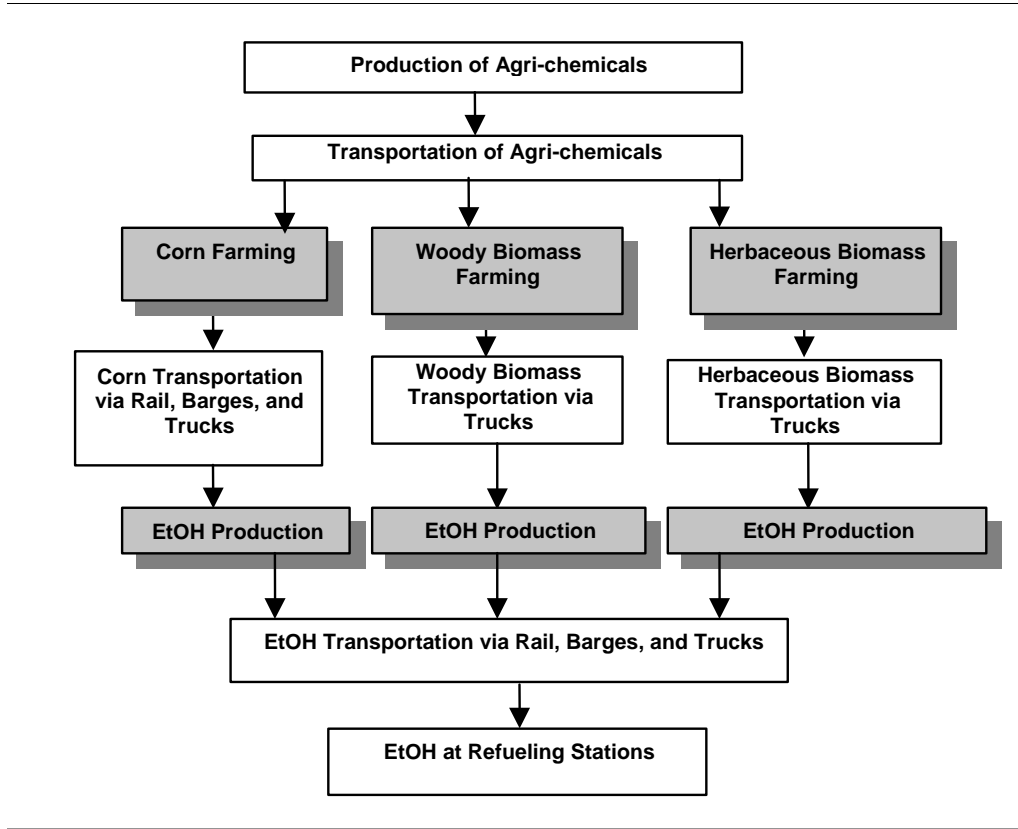 Production of Agri-chemicals
Transportation of Agri-chemicals
Corn Farming
Woody Biomass
Farming
Herbaceous Biomass
Farming
Corn Transportation
via Rail, Barges, and
Trucks
Woody Biomass
Transportation via
Trucks
Herbaceous Biomass
Transportation via
Trucks
EtOH Production
EtOH Production
EtOH Production
EtOH Transportation via Rail, Barges, and Trucks
EtOH at Refueling Stations